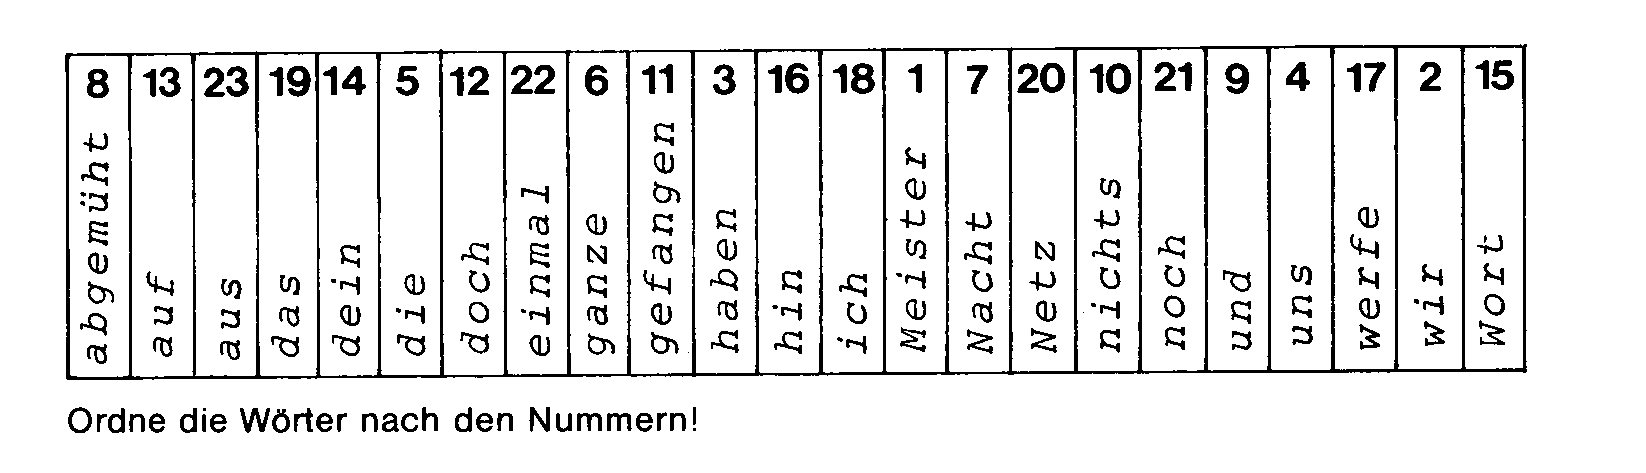 8 13 23 19 14 5 12 22 6 11 3 16 18 1 7 20 10 21 9 4 17 2 15
abgemüht auf aus das dein die doch einmal ganze gefangen haben hin ich Meister Nacht Netz nichts noch und uns werfe wir Wort
Ordne die Wörter nach den Nummern!